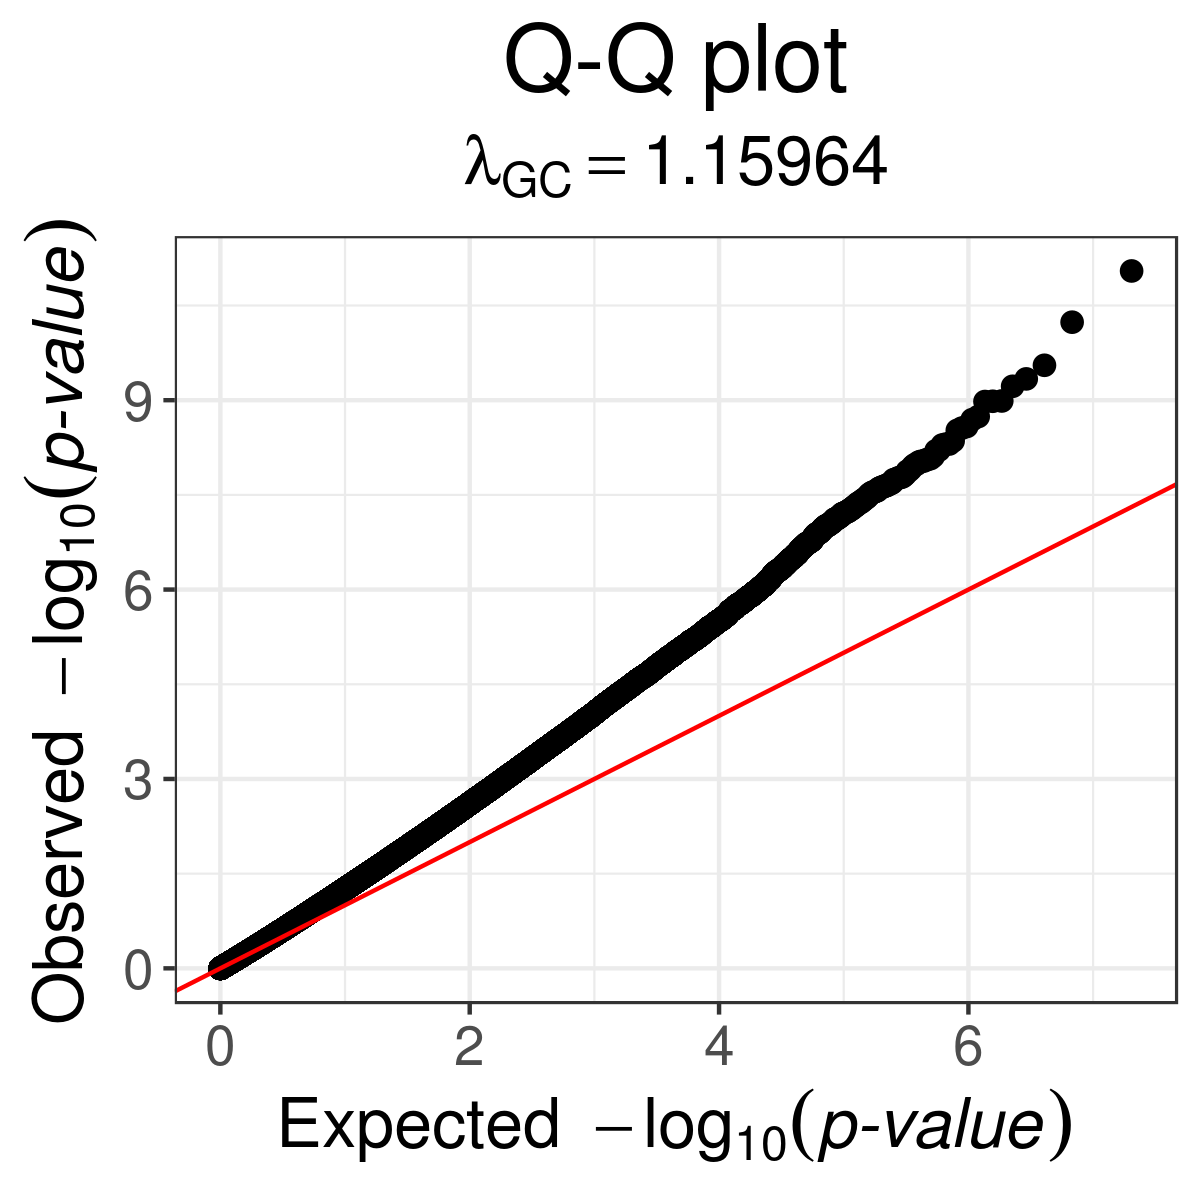 Q-Q plot
λGC = 1.15964
Observed −log10(p-value)
9
6
3
0
0 2 4 6
Expected −log10(p-value)